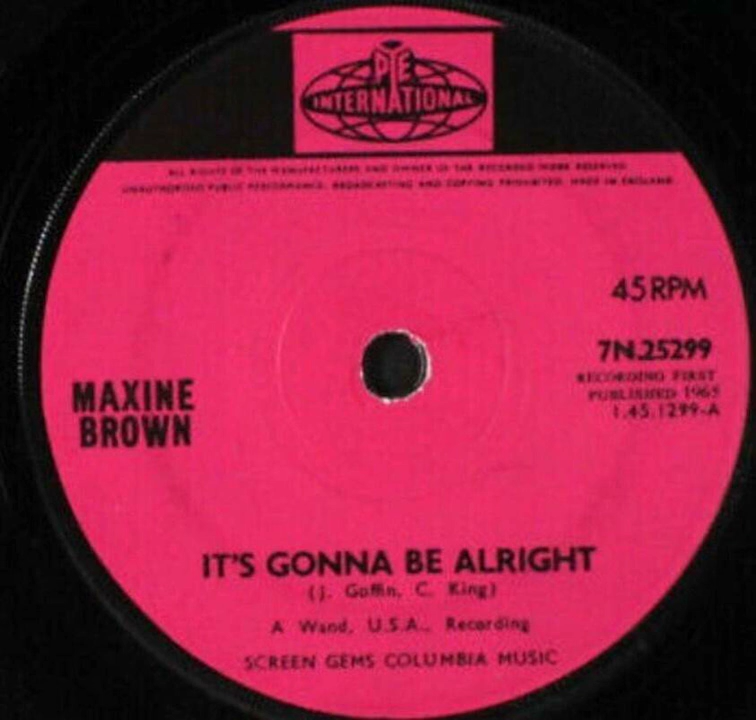 PYE
INTERNATIONAL
ALL RIGHTS OF THE MANUFACTURERS AND OWNER OF THE RECORDED WORK RESERVED
UNAUTHORISED PUBLIC PERFORMANCE, BROADCASTING AND COPYING PROHIBITED. MADE IN ENGLAND
45 RPM
7N.25299
RECORDING FIRST
PUBLISHED 1965
1.45.1299-A
MAXINE
BROWN
IT'S GONNA BE ALRIGHT
(J. Goffin, C. King)
A Wand, U.S.A., Recording
SCREEN GEMS COLUMBIA MUSIC